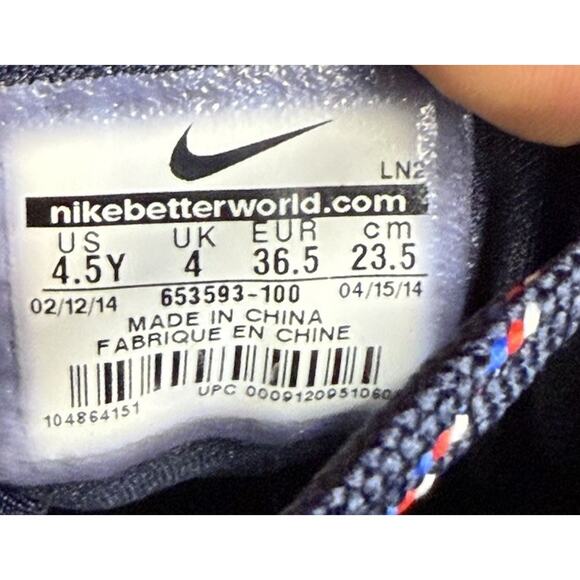 LN2
nikebetterworld.com
US UK EUR cm
4.5Y 4 36.5 23.5
02/12/14 653593-100 04/15/14
MADE IN CHINA
FABRIQUE EN CHINE
UPC
104864151